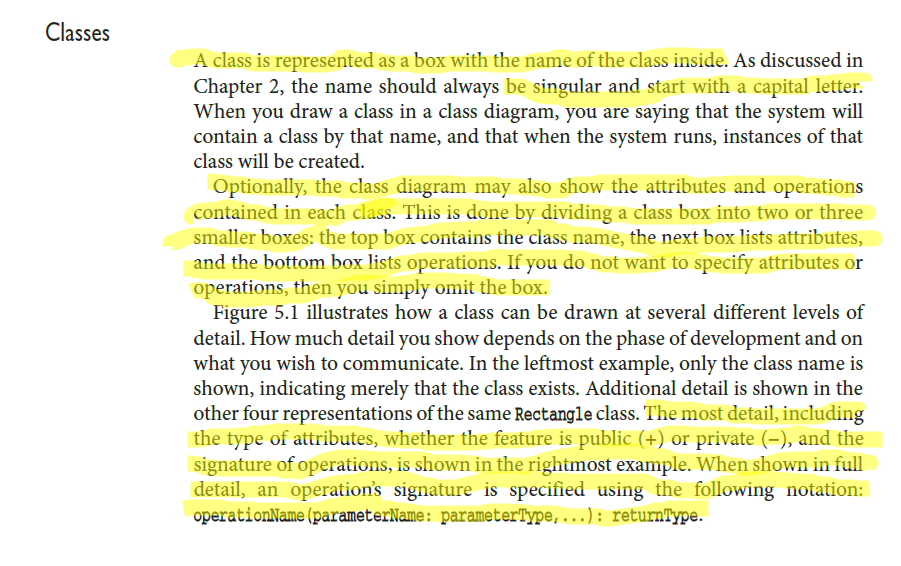 Classes
A class is represented as a box with the name of the class inside. As discussed in
Chapter 2, the name should always be singular and start with a capital letter.
When you draw a class in a class diagram, you are saying that the system will
contain a class by that name, and that when the system runs, instances of that
class will be created.
Optionally, the class diagram may also show the attributes and operations
contained in each class. This is done by dividing a class box into two or three
smaller boxes: the top box contains the class name, the next box lists attributes,
and the bottom box lists operations. If you do not want to specify attributes or
operations, then you simply omit the box.
Figure 5.1 illustrates how a class can be drawn at several different levels of
detail. How much detail you show depends on the phase of development and on
what you wish to communicate. In the leftmost example, only the class name is
shown, indicating merely that the class exists. Additional detail is shown in the
other four representations of the same Rectangle class. The most detail, including
the type of attributes, whether the feature is public (+) or private (−), and the
signature of operations, is shown in the rightmost example. When shown in full
detail, an operation's signature is specified using the following notation:
operationName(parameterName: parameterType,...): returnType.